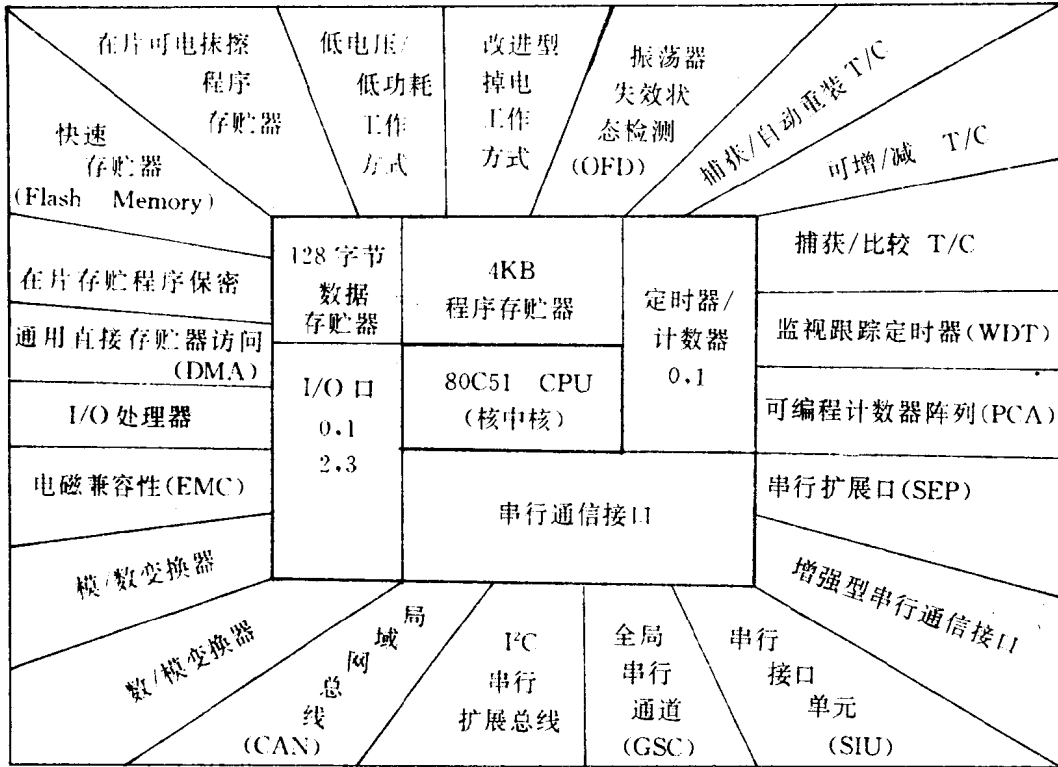 在片可电抹擦
程序
存贮器
低电压/
低功耗
工作
方式
改进型
掉电
工作
方式
振荡器
失效状
态检测
(OFD)
捕获/自动重装 T/C
可增/减 T/C
快速
存贮器
(Flash Memory)
捕获/比较 T/C
在片存贮程序保密
监视跟踪定时器(WDT)
通用直接存贮器访问
(DMA)
可编程计数器阵列(PCA)
I/O处理器
串行扩展口(SEP)
电磁兼容性(EMC)
增强型串行通信接口
模/数变换器
数/模变换器
局域网总线
(CAN)
I²C
串行
扩展总线
全局
串行
通道
(GSC)
串行
接口
单元
(SIU)
128字节
数据
存贮器
4KB
程序存贮器
定时器/
计数器
0.1
I/O口
0.1
2.3
80C51 CPU
(核中核)
串行通信接口